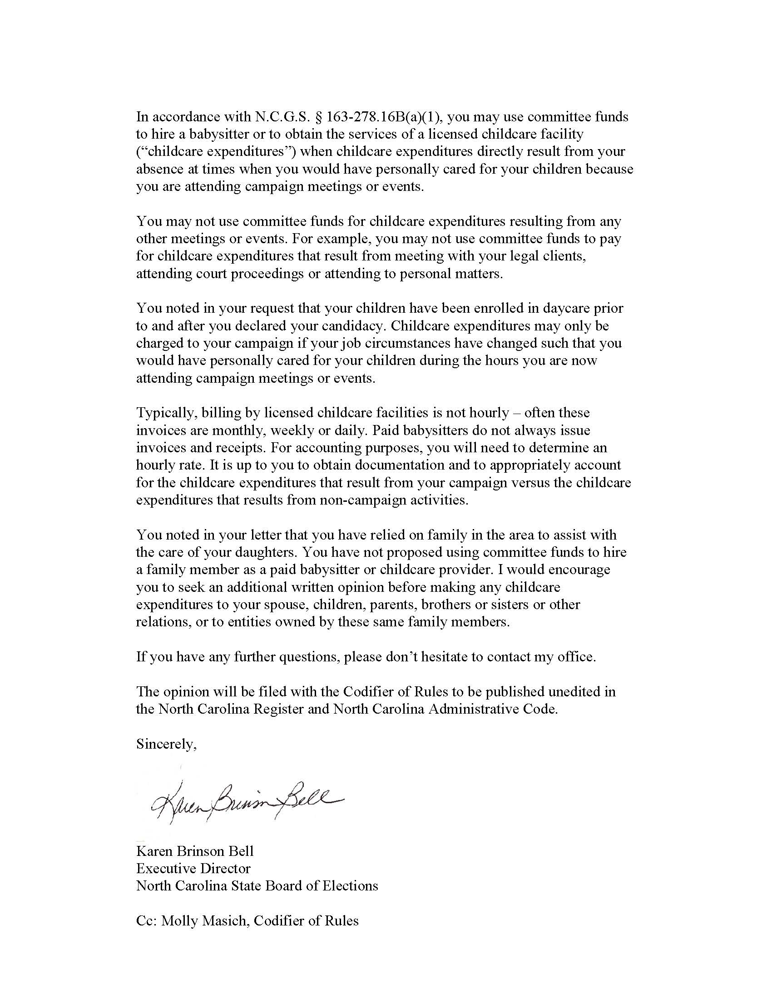 In accordance with N.C.G.S. § 163-278.16B(a)(1), you may use committee funds
to hire a babysitter or to obtain the services of a licensed childcare facility
(“childcare expenditures”) when childcare expenditures directly result from your
absence at times when you would have personally cared for your children because
you are attending campaign meetings or events.
You may not use committee funds for childcare expenditures resulting from any
other meetings or events. For example, you may not use committee funds to pay
for childcare expenditures that result from meeting with your legal clients,
attending court proceedings or attending to personal matters.
You noted in your request that your children have been enrolled in daycare prior
to and after you declared your candidacy. Childcare expenditures may only be
charged to your campaign if your job circumstances have changed such that you
would have personally cared for your children during the hours you are now
attending campaign meetings or events.
Typically, billing by licensed childcare facilities is not hourly – often these
invoices are monthly, weekly or daily. Paid babysitters do not always issue
invoices and receipts. For accounting purposes, you will need to determine an
hourly rate. It is up to you to obtain documentation and to appropriately account
for the childcare expenditures that result from your campaign versus the childcare
expenditures that results from non-campaign activities.
You noted in your letter that you have relied on family in the area to assist with
the care of your daughters. You have not proposed using committee funds to hire
a family member as a paid babysitter or childcare provider. I would encourage
you to seek an additional written opinion before making any childcare
expenditures to your spouse, children, parents, brothers or sisters or other
relations, or to entities owned by these same family members.
If you have any further questions, please don’t hesitate to contact my office.
The opinion will be filed with the Codifier of Rules to be published unedited in
the North Carolina Register and North Carolina Administrative Code.
Sincerely,
Karen Brinson Bell
Karen Brinson Bell
Executive Director
North Carolina State Board of Elections
Cc: Molly Masich, Codifier of Rules